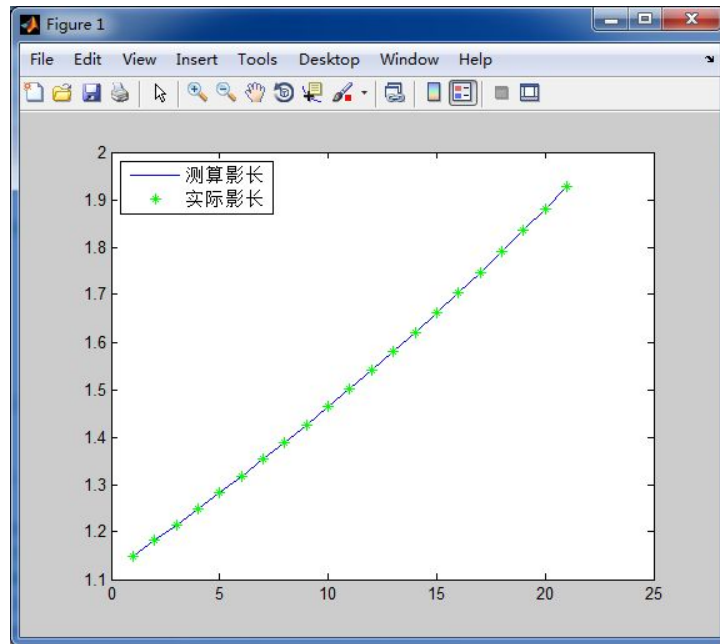 Figure 1
File Edit View Insert Tools Desktop Window Help
2
测算影长
实际影长
1.9
1.8
1.7
1.6
1.5
1.4
1.3
1.2
1.1
0 5 10 15 20 25